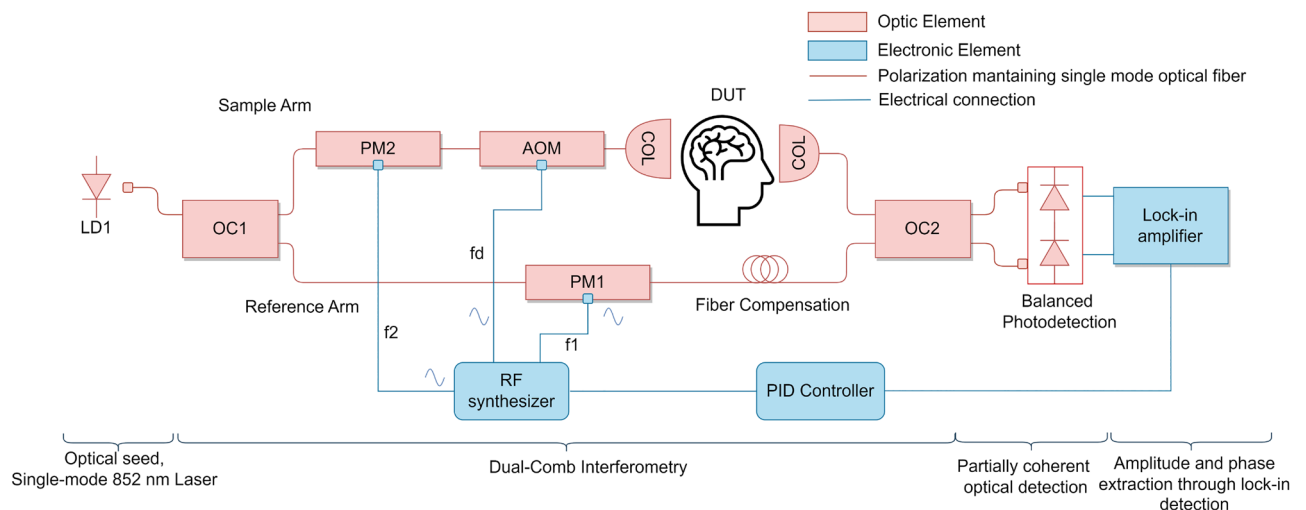 Optic Element
Electronic Element
Polarization mantaining single mode optical fiber
Electrical connection
Sample Arm
DUT
PM2
AOM
COL
COL
LD1
OC1
OC2
Lock-in
amplifier
fd
PM1
Reference Arm
Fiber Compensation
Balanced
Photodetection
f2
f1
RF
synthesizer
PID Controller
Optical seed,
Single-mode 852 nm Laser
Dual-Comb Interferometry
Partially coherent
optical detection
Amplitude and phase
extraction through lock-in
detection